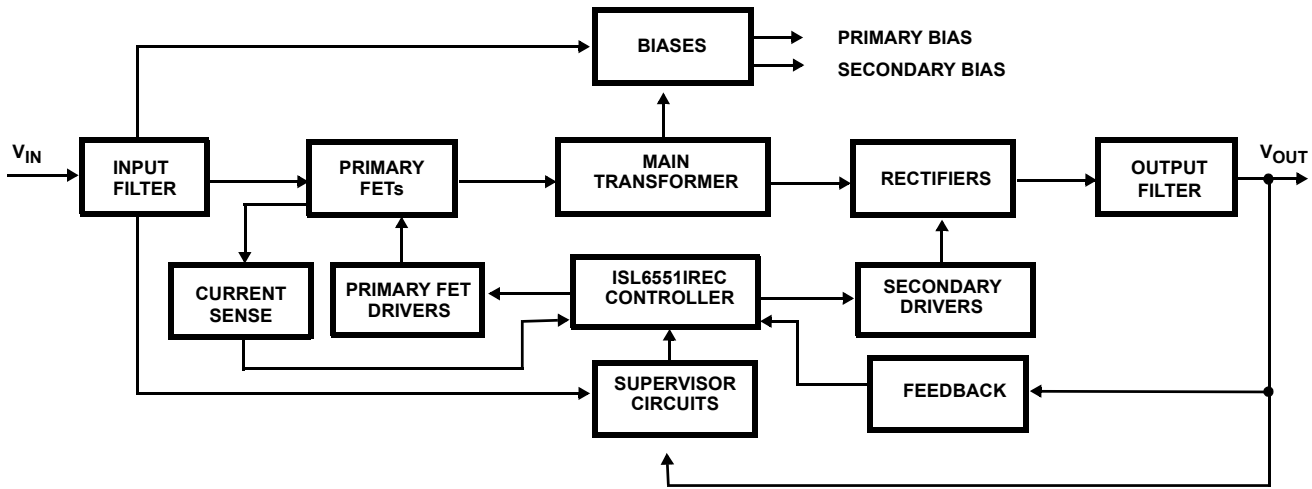 BIASES
PRIMARY BIAS
SECONDARY BIAS
VIN
INPUT
FILTER
PRIMARY
FETs
MAIN
TRANSFORMER
RECTIFIERS
OUTPUT
FILTER
VOUT
CURRENT
SENSE
PRIMARY FET
DRIVERS
ISL6551IREC
CONTROLLER
SECONDARY
DRIVERS
SUPERVISOR
CIRCUITS
FEEDBACK